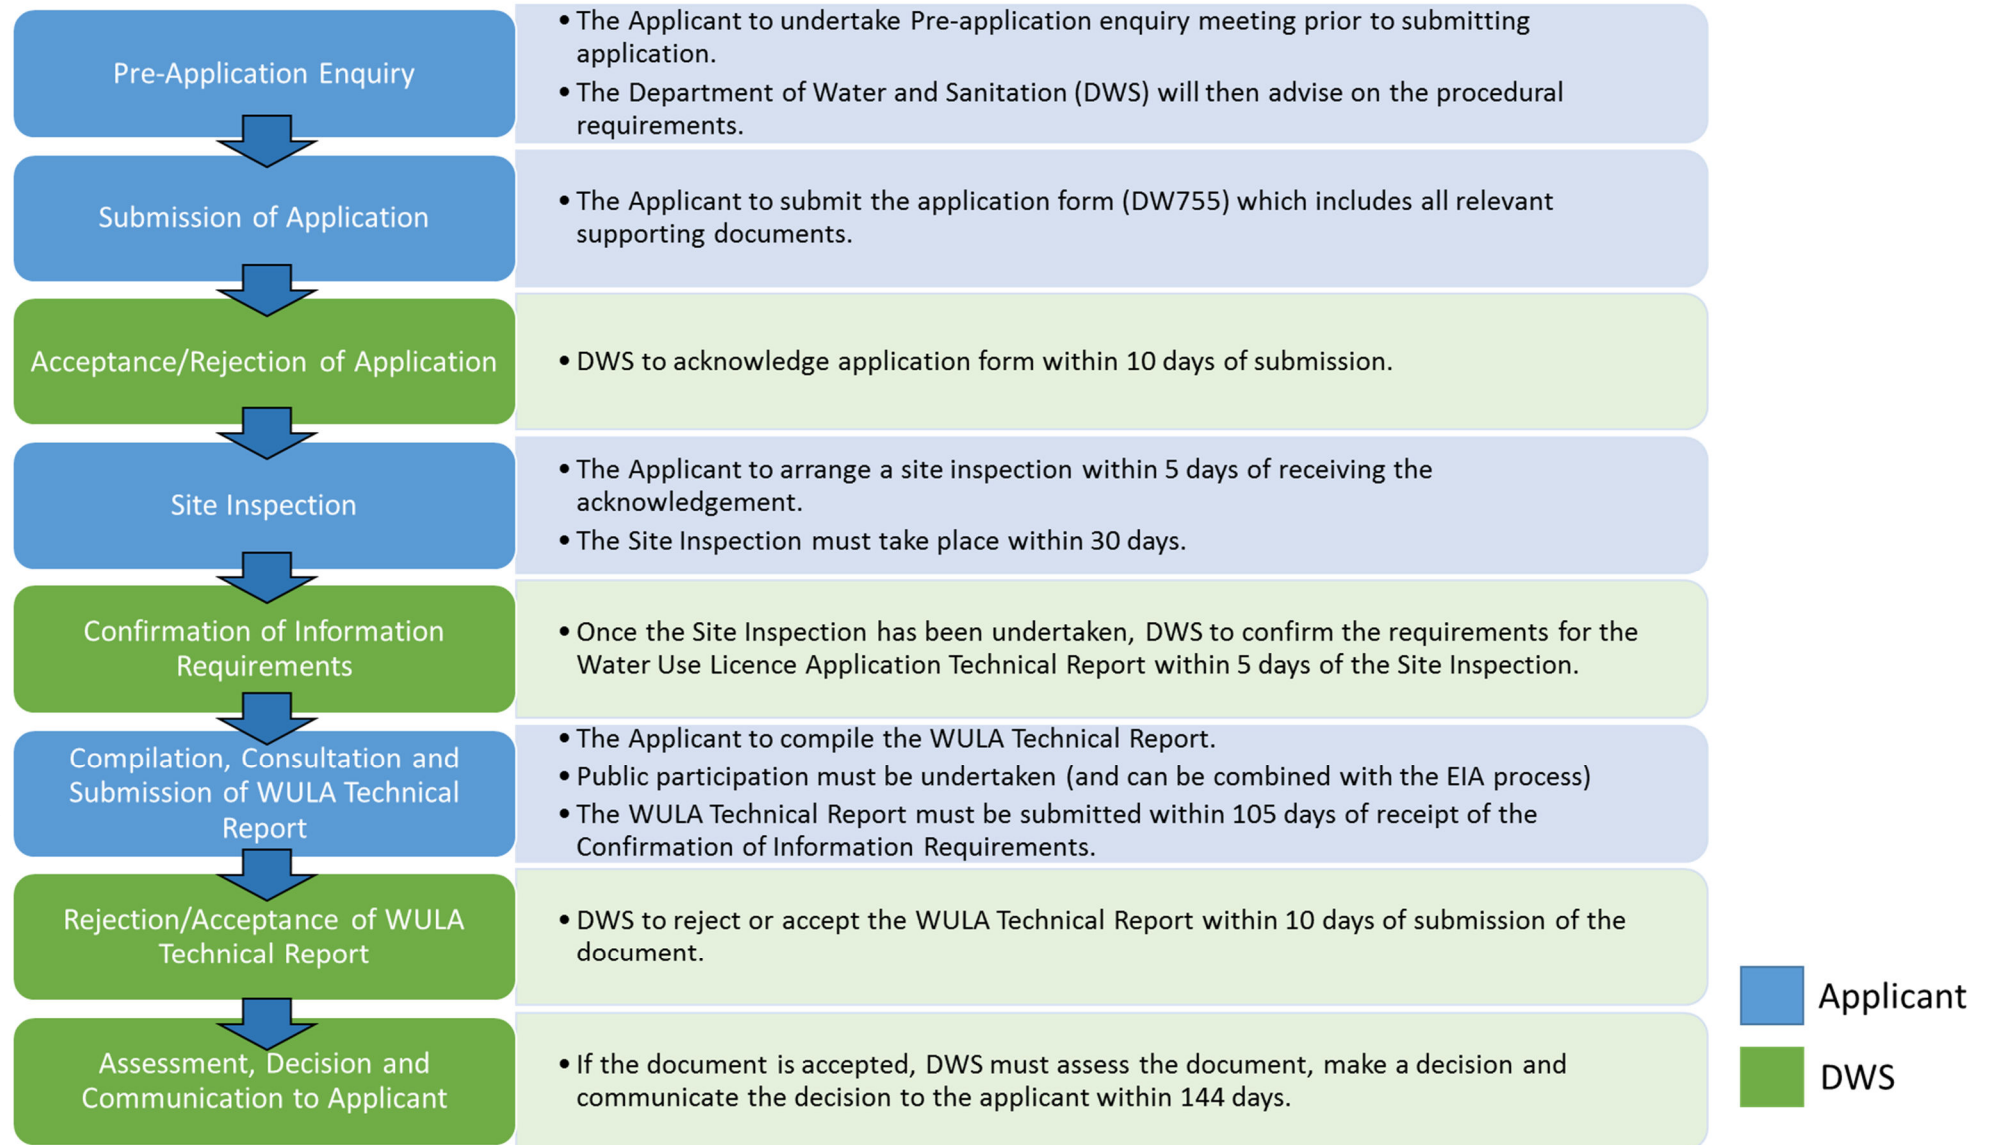 Pre-Application Enquiry
• The Applicant to undertake Pre-application enquiry meeting prior to submitting
application.
• The Department of Water and Sanitation (DWS) will then advise on the procedural
requirements.
Submission of Application
• The Applicant to submit the application form (DW755) which includes all relevant
supporting documents.
Acceptance/Rejection of Application
• DWS to acknowledge application form within 10 days of submission.
Site Inspection
• The Applicant to arrange a site inspection within 5 days of receiving the
acknowledgement.
• The Site Inspection must take place within 30 days.
Confirmation of Information
Requirements
• Once the Site Inspection has been undertaken, DWS to confirm the requirements for the
Water Use Licence Application Technical Report within 5 days of the Site Inspection.
Compilation, Consultation and
Submission of WULA Technical
Report
• The Applicant to compile the WULA Technical Report.
• Public participation must be undertaken (and can be combined with the EIA process)
• The WULA Technical Report must be submitted within 105 days of receipt of the
Confirmation of Information Requirements.
Rejection/Acceptance of WULA
Technical Report
• DWS to reject or accept the WULA Technical Report within 10 days of submission of the
document.
Assessment, Decision and
Communication to Applicant
• If the document is accepted, DWS must assess the document, make a decision and
communicate the decision to the applicant within 144 days.
Applicant
DWS